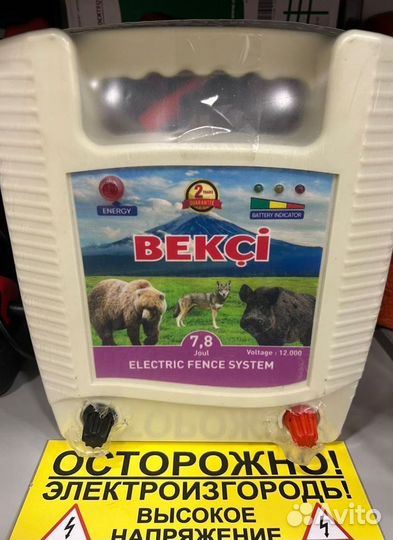 2
YEARS
GUARANTEE
ENERGY
BATTERY INDICATOR
BEKÇİ
7,8
Joul
Voltage : 12.000
ELECTRIC FENCE SYSTEM
ОСТОРОЖНО!
ЭЛЕКТРОИЗГОРОДЬ!
ВЫСОКОЕ
НАПРЯЖЕНИЕ
Avito